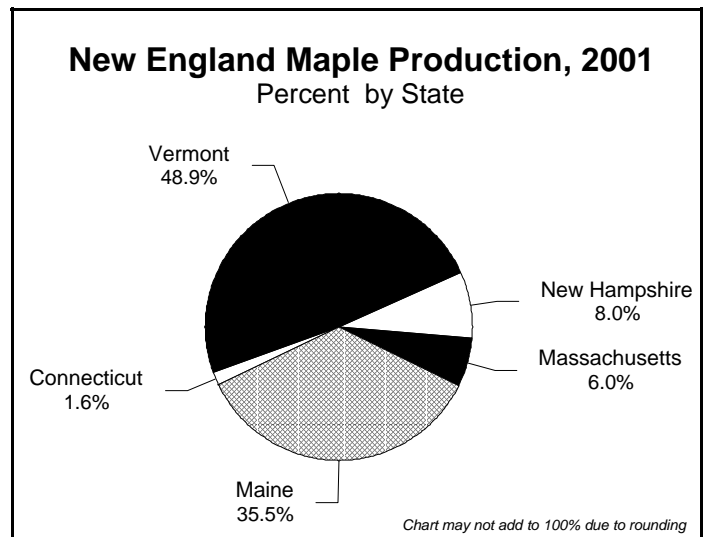 New England Maple Production, 2001
Percent by State
Vermont
48.9%
New Hampshire
8.0%
Massachusetts
6.0%
Connecticut
1.6%
Maine
35.5%
Chart may not add to 100% due to rounding